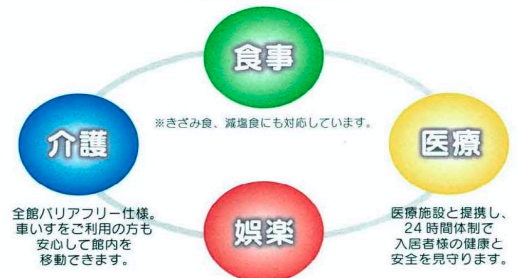 食事
※きざみ食、減塩食にも対応しています。
介護
医療
全館バリアフリー仕様。
車いすをご利用の方も
安心して館内を
移動できます。
娯楽
医療施設と提携し、
24時間体制で
入居者様の健康と
安全を見守ります。